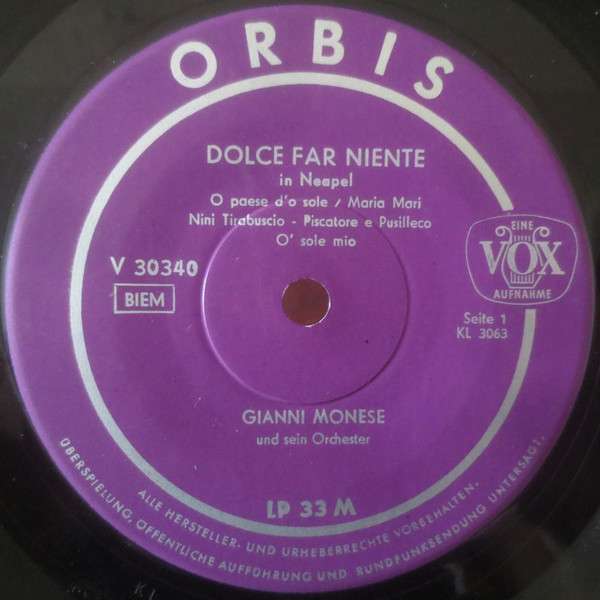 ORBIS
DOLCE FAR NIENTE
in Neapel
O paese d'o sole / Maria Mari
Nini Tirabuscio - Piscatore e Pusilleco
O' sole mio
V 30340
BIEM
EINE
VOX
AUFNAHME
Seite 1
KL 3063
GIANNI MONESE
und sein Orchester
LP 33 M
ALLE HERSTELLER- UND URHEBERRECHTE VORBEHALTEN.
ÜBERSPIELUNG, ÖFFENTLICHE AUFFÜHRUNG UND RUNDFUNKSENDUNG UNTERSAGT.